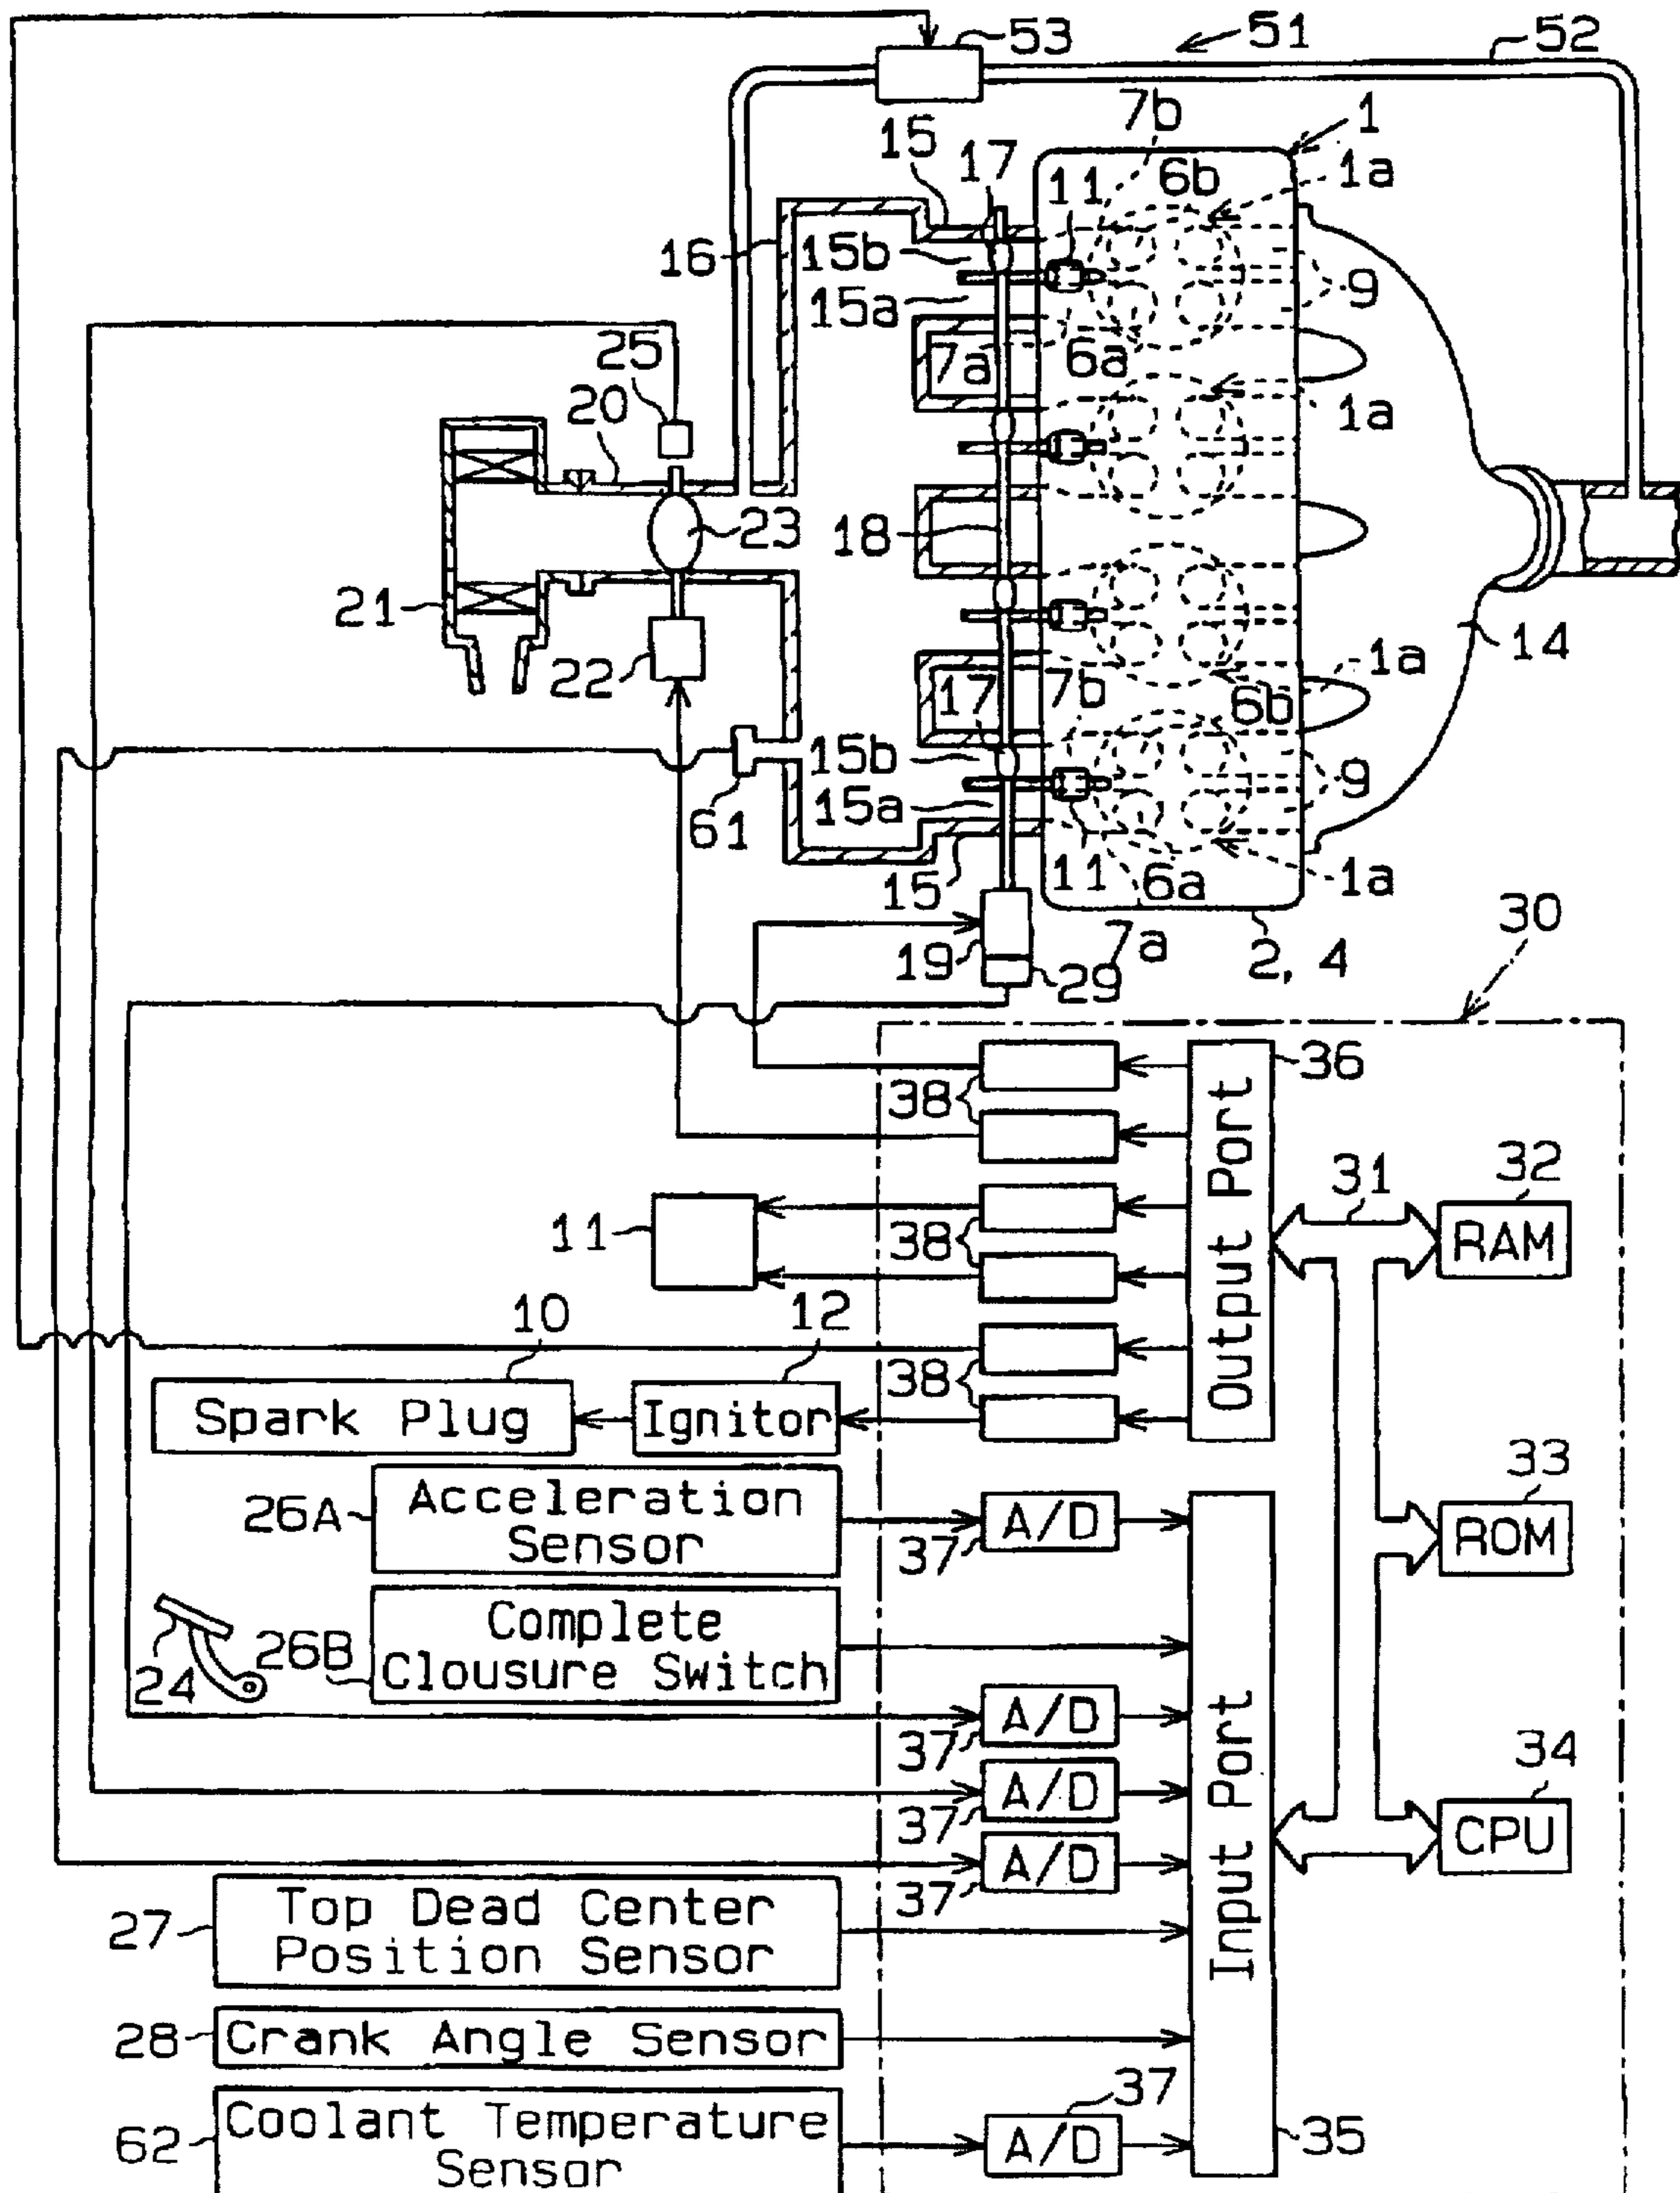 53
51
52
7b
1
15
17
11
6b
1a
16
15b
15a
9
7a
6a
25
20
1a
23
18
21
22
14
1a
17
7b
6b
15b
9
15a
61
11
6a
1a
15
7a
30
19
29
2, 4
38
36
Output Port
31
32
RAM
11
38
10
12
38
Spark Plug
Ignitor
33
26A
Acceleration
Sensor
A/D
37
ROM
24
26B
Complete
Clousure Switch
A/D
37
Input Port
34
A/D
37
CPU
A/D
37
27
Top Dead Center
Position Sensor
28
Crank Angle Sensor
37
62
Coolant Temperature
Sensor
A/D
35